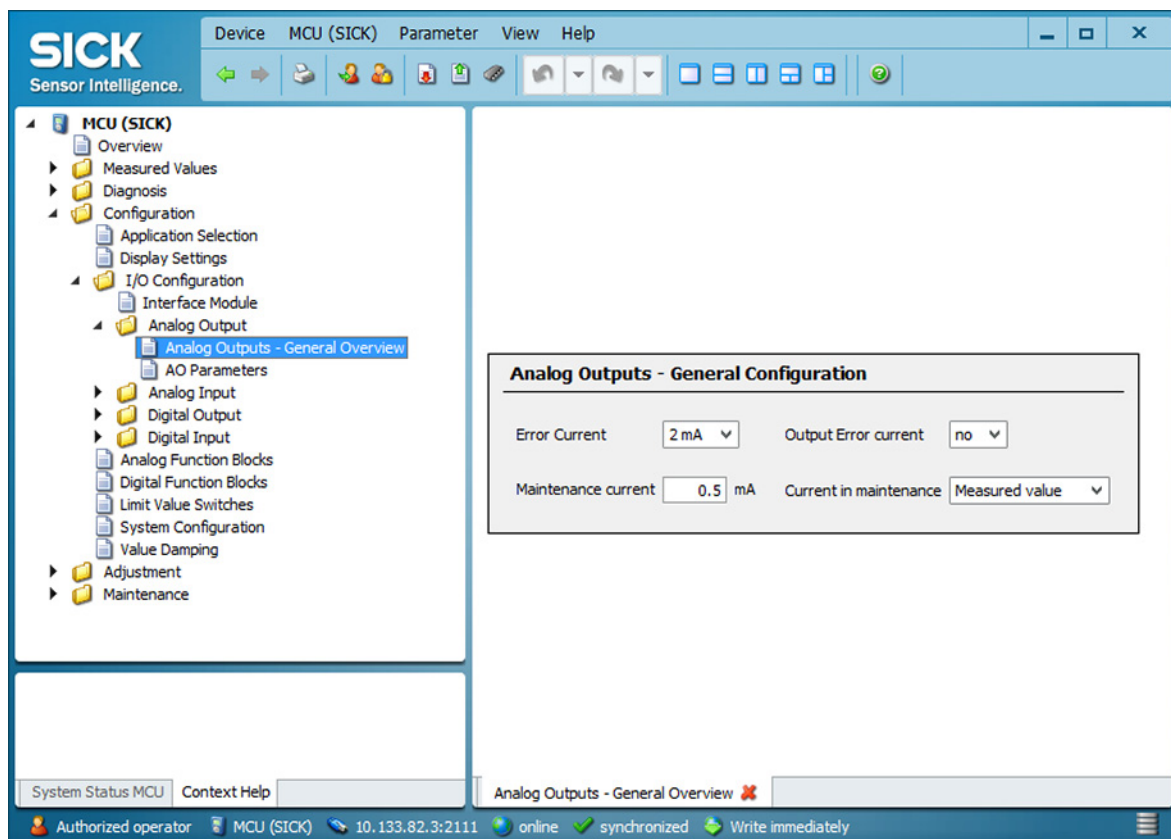 SICK
Sensor Intelligence.
Device MCU (SICK) Parameter View Help
MCU (SICK)
Overview
Measured Values
Diagnosis
Configuration
Application Selection
Display Settings
I/O Configuration
Interface Module
Analog Output
Analog Outputs - General Overview
AO Parameters
Analog Input
Digital Output
Digital Input
Analog Function Blocks
Digital Function Blocks
Limit Value Switches
System Configuration
Value Damping
Adjustment
Maintenance
System Status MCU Context Help
Analog Outputs - General Configuration
Error Current 2 mA Output Error current no
Maintenance current 0.5 mA Current in maintenance Measured value
Analog Outputs - General Overview
Authorized operator MCU (SICK) 10.133.82.3:2111 online synchronized Write immediately